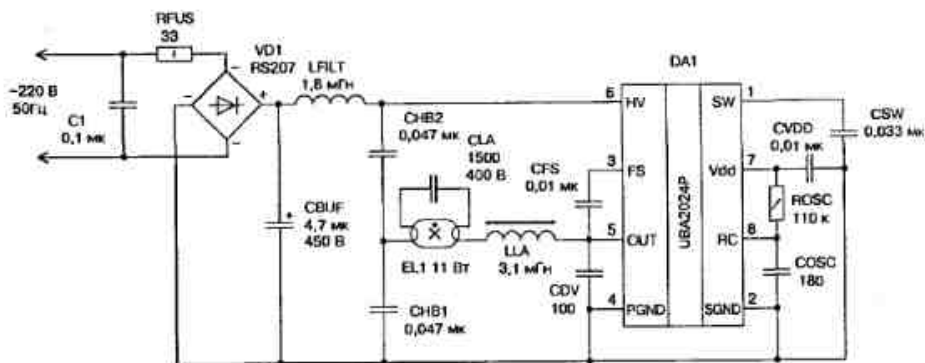 RFUS
33
VD1
RS207
LFILT
1,8 мГн
DA1
~220 В
50Гц
C1
0,1 мк
CHB2
0,047 мк
CLA
1500
400 В
CFS
0,01 мк
6
HV
SW
1
CSW
0,033 мк
CVDD
0,01 мк
3
FS
Vdd
7
UBA2024P
ROSC
110 к
CBUF
4,7 мк
450 В
EL1 11 Вт
LLA
3,1 мГн
5
OUT
RC
8
COSC
180
CHB1
0,047 мк
CDV
100
4
PGND
SGND
2